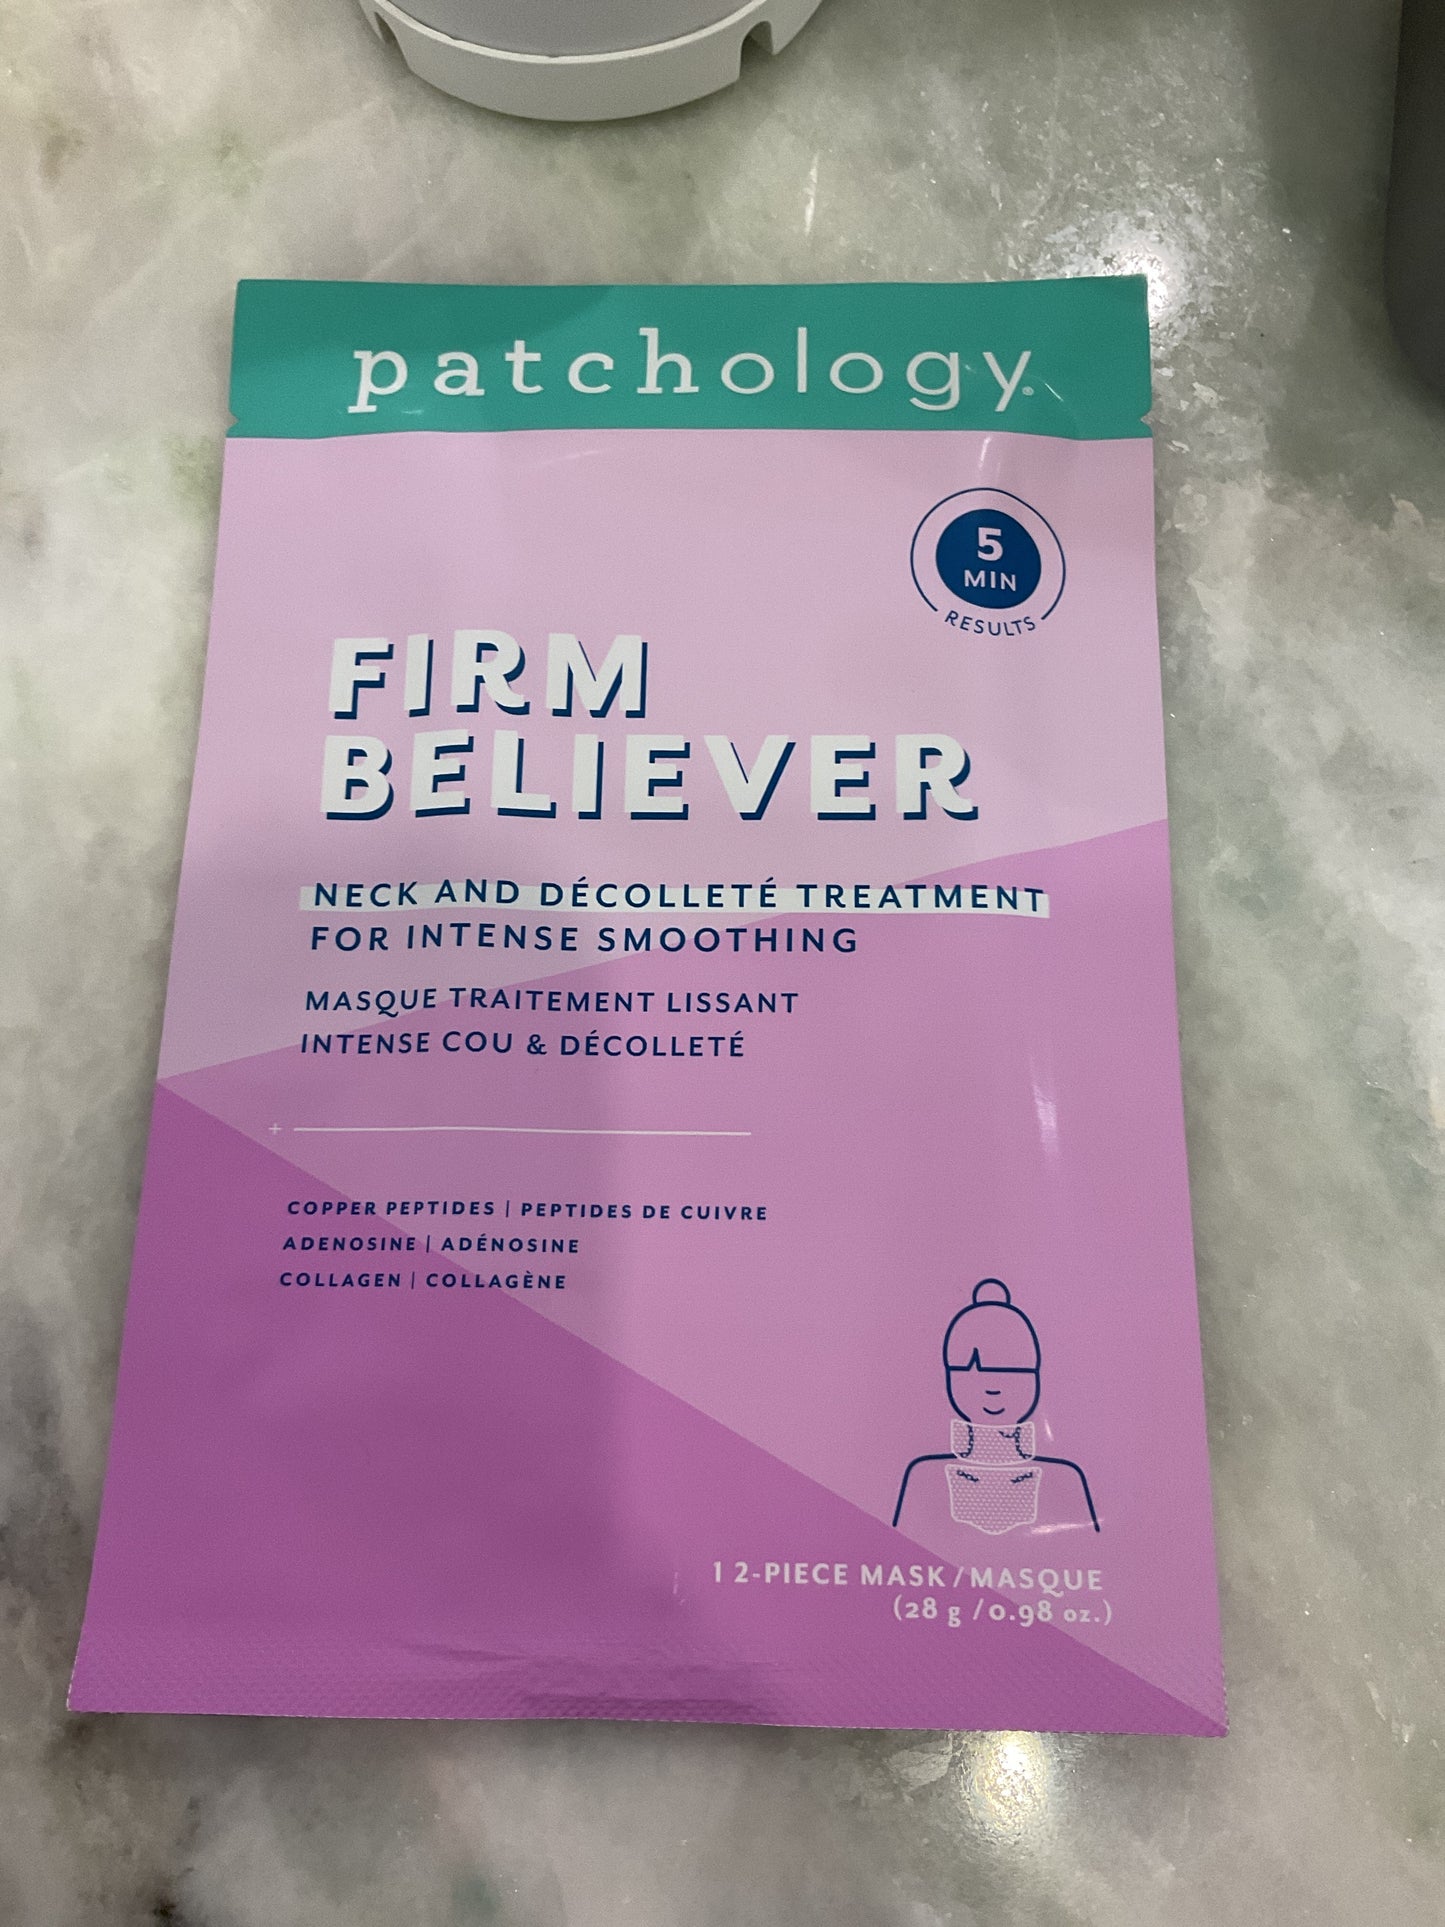 patchology®
5
MIN
RESULTS
FIRM
BELIEVER
NECK AND DÉCOLLETÉ TREATMENT
FOR INTENSE SMOOTHING
MASQUE TRAITEMENT LISSANT
INTENSE COU & DÉCOLLETÉ
COPPER PEPTIDES | PEPTIDES DE CUIVRE
ADENOSINE | ADÉNOSINE
COLLAGEN | COLLAGÈNE
1 2-PIECE MASK/MASQUE
(28 g /0.98 oz.)